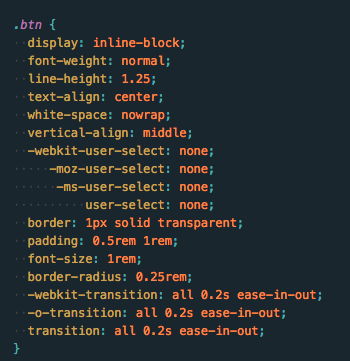 .btn {
  display: inline-block;
  font-weight: normal;
  line-height: 1.25;
  text-align: center;
  white-space: nowrap;
  vertical-align: middle;
  -webkit-user-select: none;
     -moz-user-select: none;
      -ms-user-select: none;
          user-select: none;
  border: 1px solid transparent;
  padding: 0.5rem 1rem;
  font-size: 1rem;
  border-radius: 0.25rem;
  -webkit-transition: all 0.2s ease-in-out;
  -o-transition: all 0.2s ease-in-out;
  transition: all 0.2s ease-in-out;
}